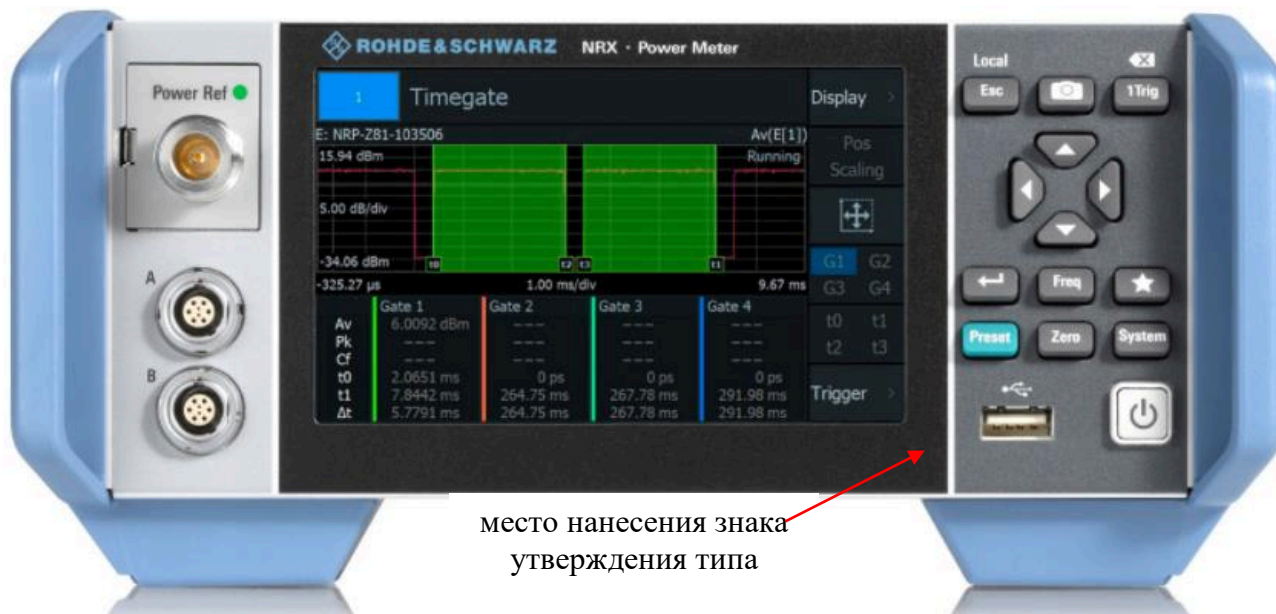 ROHDE&SCHWARZ NRX · Power Meter
Local
Power Ref
Esc
1Trig
1 Timegate Display
E: NRP-Z81-103506 Av(E[1])
15.94 dBm Running
Pos
Scaling
5.00 dB/div
-34.06 dBm t0 t2 t3 t1
G1 G2
-325.27 µs 1.00 ms/div 9.67 ms
G3 G4
Gate 1 Gate 2 Gate 3 Gate 4
Av 6.0092 dBm --- --- ---
t0 t1
Pk --- --- --- ---
t2 t3
Cf --- --- --- ---
t0 2.0651 ms 0 ps 0 ps 0 ps
t1 7.8442 ms 264.75 ms 267.78 ms 291.98 ms
Trigger
Δt 5.7791 ms 264.75 ms 267.78 ms 291.98 ms
A
B
Freq
Preset Zero System
место нанесения знака
утверждения типа